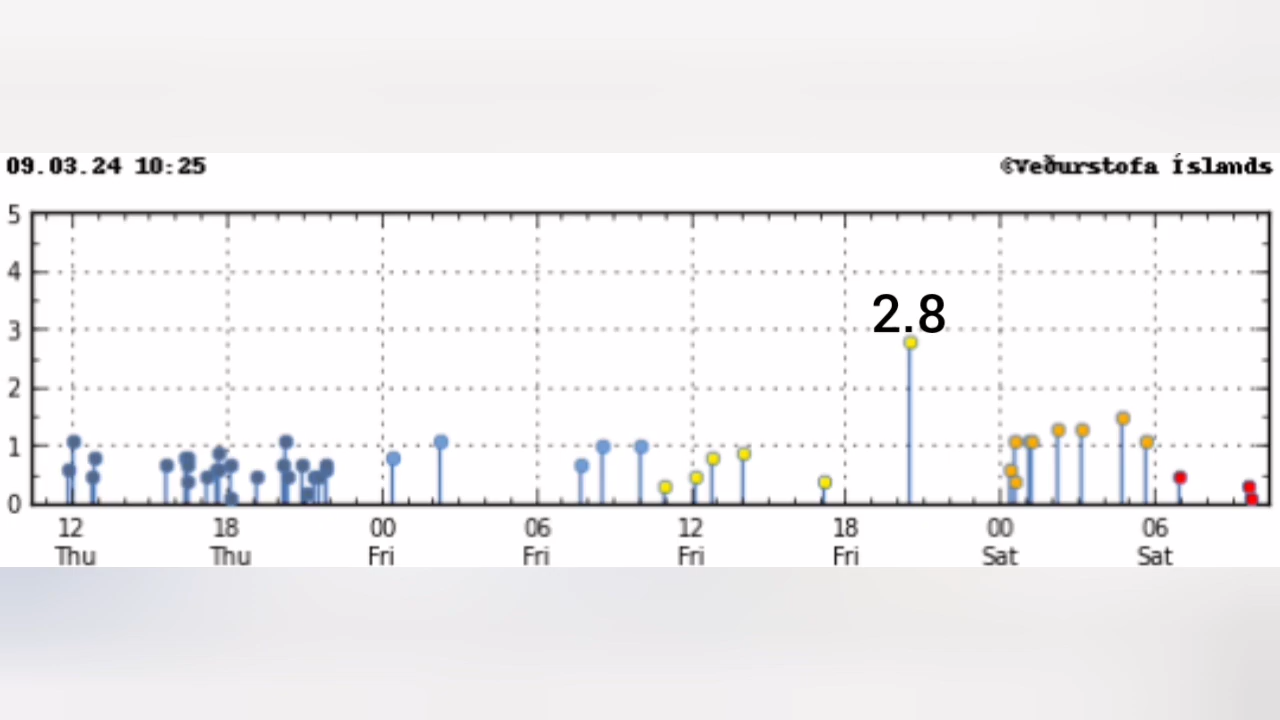 09.03.24 10:25 ©Veðurstofa Íslands
5
4
3
2.8
2
1
0
12 18 00 06 12 18 00 06
Thu Thu Fri Fri Fri Fri Sat Sat